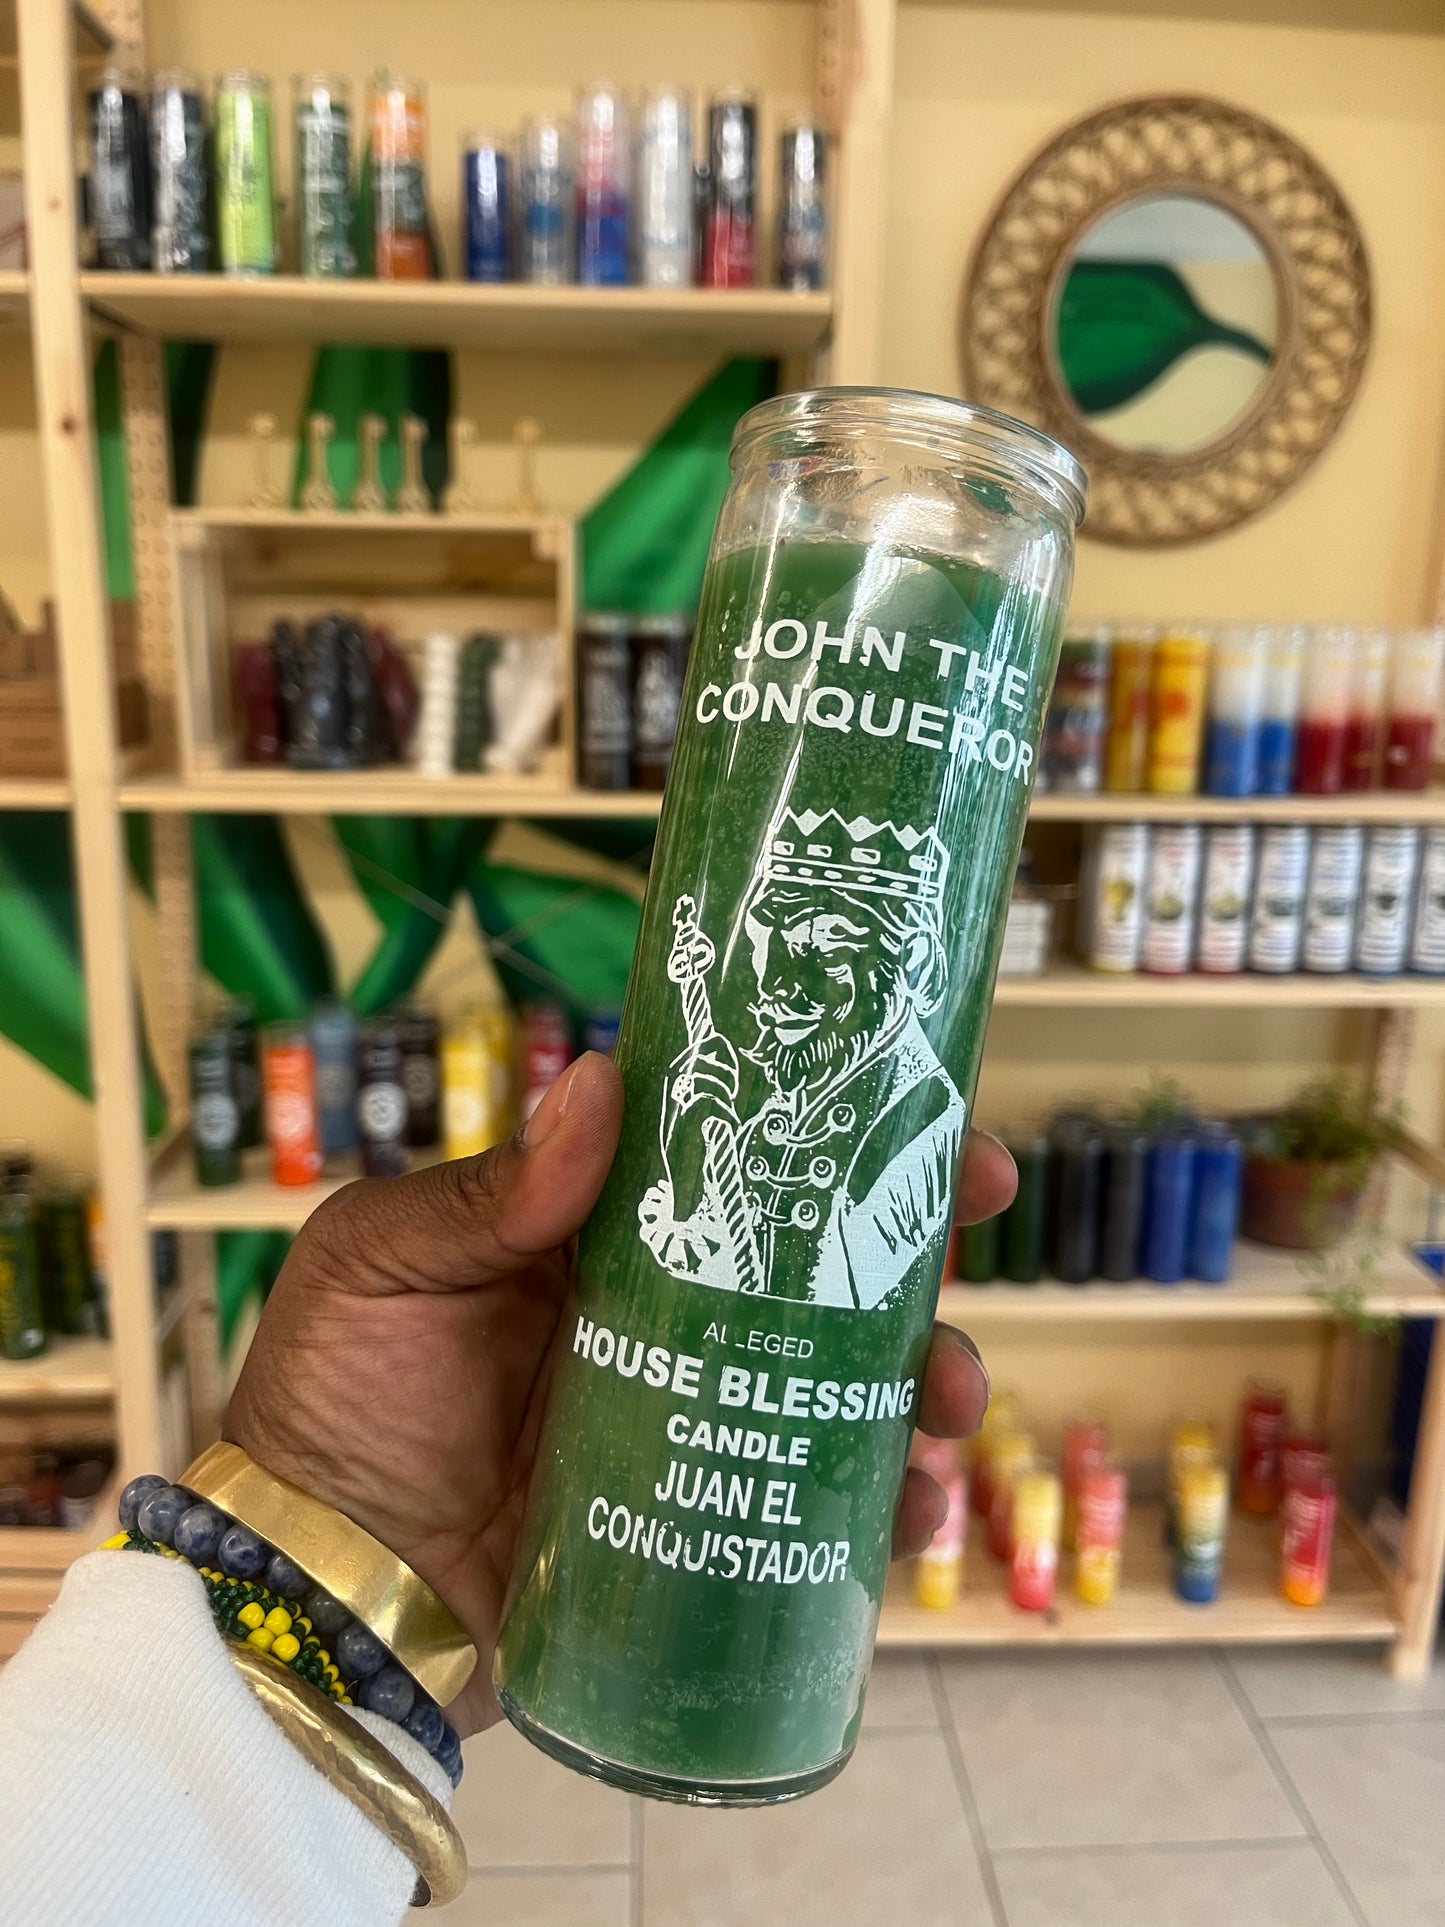 JOHN THE
CONQUEROR
ALLEGED
HOUSE BLESSING
CANDLE
JUAN EL
CONQUISTADOR